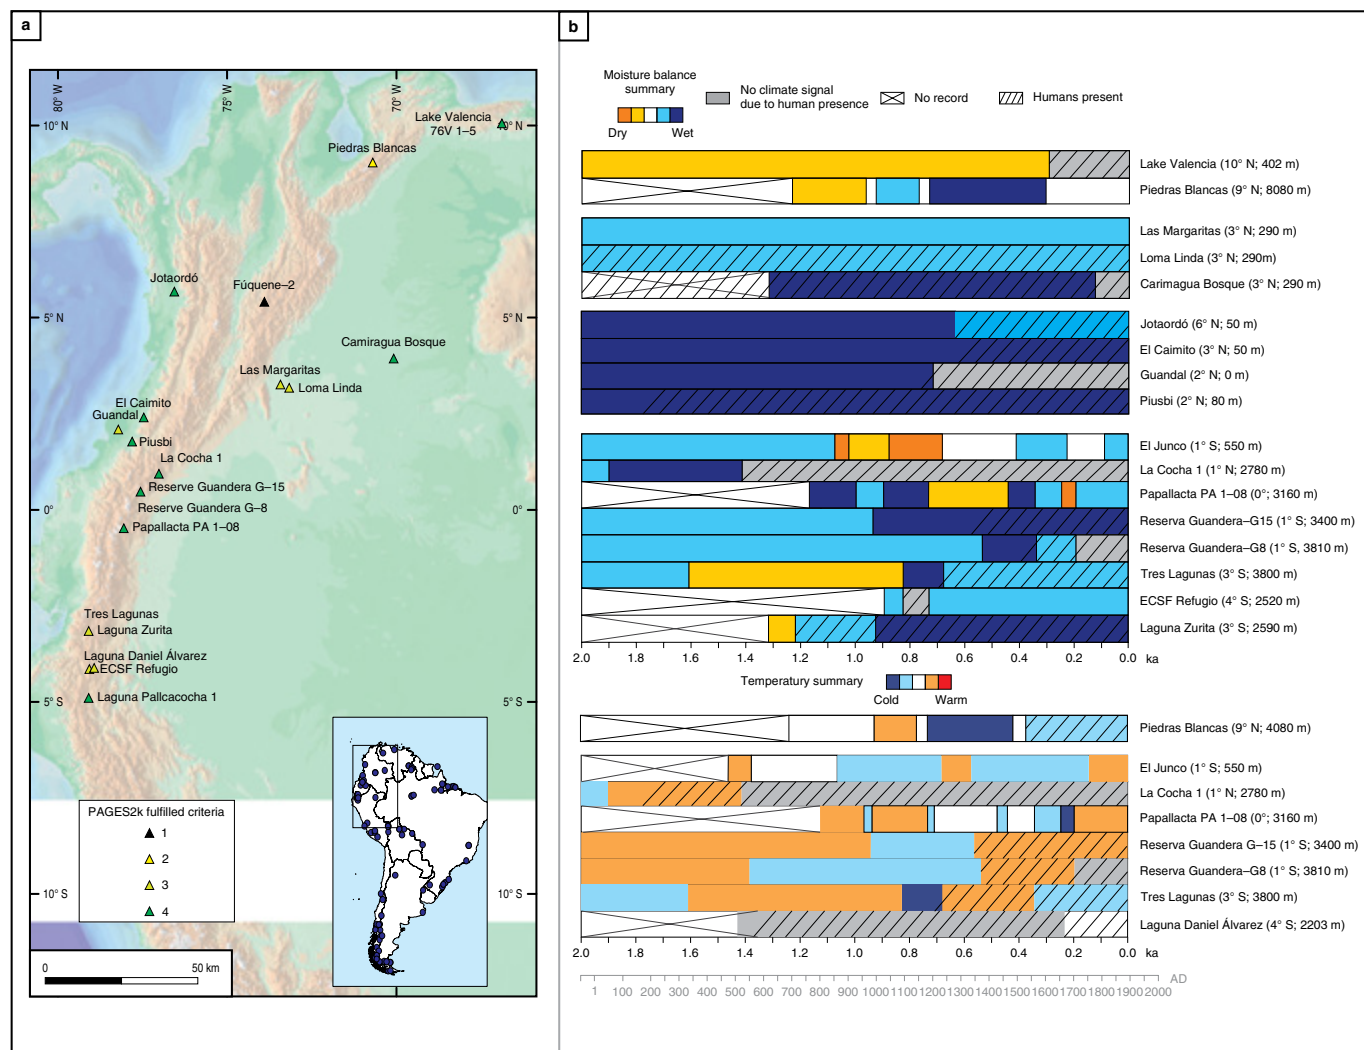 a
80° W
75° W
70° W
10° N
Lake Valencia
76V 1–5
0° N
Piedras Blancas
Jotaordó
Fúquene–2
5° N
5° N
Camiragua Bosque
Las Margaritas
Loma Linda
El Caimito
Guandal
Piusbi
La Cocha 1
Reserve Guandera G–15
Reserve Guandera G–8
0°
0°
Papallacta PA 1–08
Tres Lagunas
Laguna Zurita
Laguna Daniel Álvarez
ECSF Refugio
Laguna Pallcacocha 1
5° S
5° S
PAGES2k fulfilled criteria
1
2
3
4
10° S
10° S
0
50 km
b
Moisture balance
summary
Dry
Wet
No climate signal
due to human presence
No record
Humans present
Lake Valencia (10° N; 402 m)
Piedras Blancas (9° N; 8080 m)
Las Margaritas (3° N; 290 m)
Loma Linda (3° N; 290m)
Carimagua Bosque (3° N; 290 m)
Jotaordó (6° N; 50 m)
El Caimito (3° N; 50 m)
Guandal (2° N; 0 m)
Piusbi (2° N; 80 m)
El Junco (1° S; 550 m)
La Cocha 1 (1° N; 2780 m)
Papallacta PA 1–08 (0°; 3160 m)
Reserva Guandera–G15 (1° S; 3400 m)
Reserva Guandera–G8 (1° S, 3810 m)
Tres Lagunas (3° S; 3800 m)
ECSF Refugio (4° S; 2520 m)
Laguna Zurita (3° S; 2590 m)
2.0 1.8 1.6 1.4 1.2 1.0 0.8 0.6 0.4 0.2 0.0 ka
Temperatury summary
Cold
Warm
Piedras Blancas (9° N; 4080 m)
El Junco (1° S; 550 m)
La Cocha 1 (1° N; 2780 m)
Papallacta PA 1–08 (0°; 3160 m)
Reserva Guandera G–15 (1° S; 3400 m)
Reserva Guandera–G8 (1° S; 3810 m)
Tres Lagunas (3° S; 3800 m)
Laguna Daniel Álvarez (4° S; 2203 m)
2.0 1.8 1.6 1.4 1.2 1.0 0.8 0.6 0.4 0.2 0.0 ka
AD
1 100 200 300 400 500 600 700 800 900 1000 1100 1200 1300 1400 1500 1600 1700 1800 1900 2000